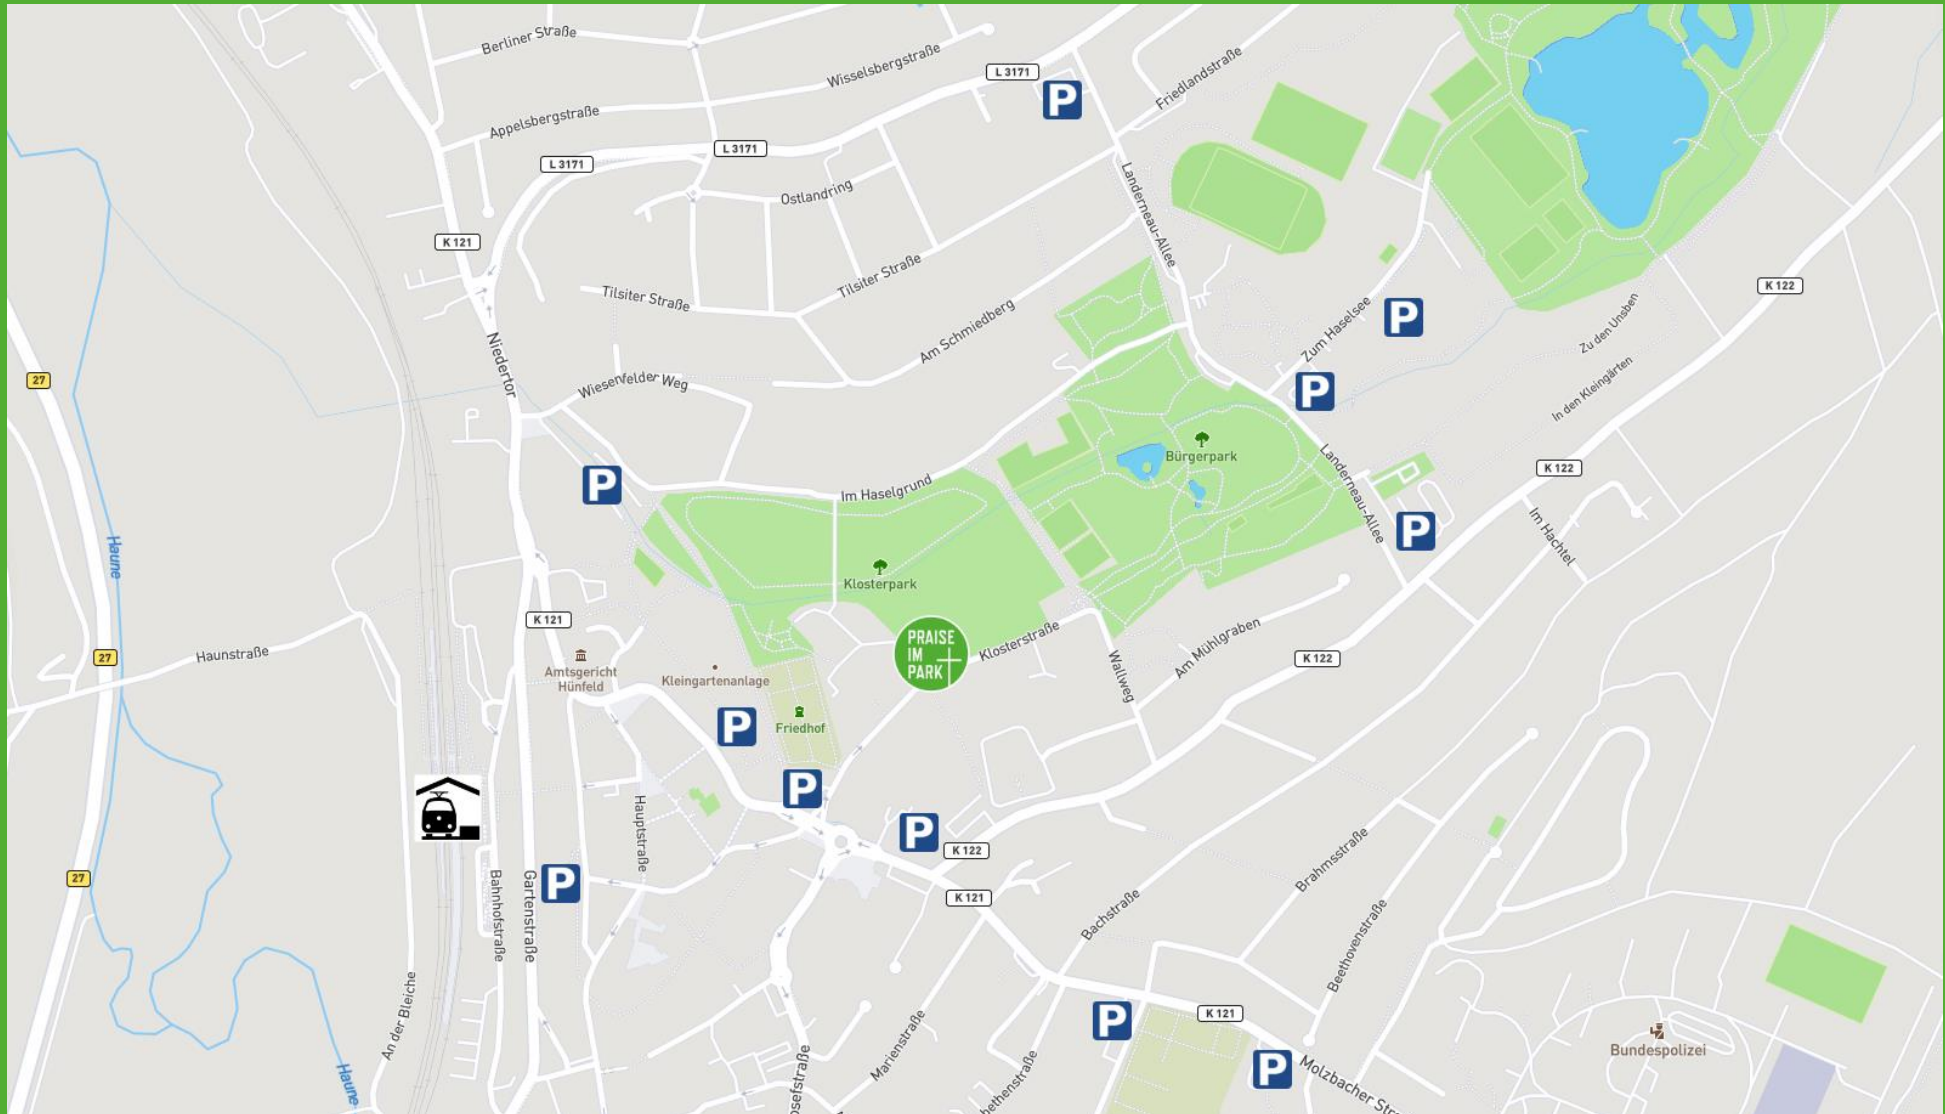 Berliner Straße
Wisselsbergstraße
L 3171
P
Friedlandstraße
Appelsbergstraße
L 3171
L 3171
Ostlandring
Landerneau-Allee
K 121
Tilsiter Straße
Tilsiter Straße
K 122
Zum Haselsee
P
Zu den Unsben
Am Schmiedberg
Niedertor
27
Wiesenfelder Weg
P
In den Kleingärten
Bürgerpark
Landerneau-Allee
K 122
P
Im Haselgrund
P
Im Hachtel
Haune
Klosterpark
K 121
PRAISE
IM
PARK
Klosterstraße
Am Mühlgraben
Wallweg
K 122
27
Haunstraße
Amtsgericht
Hünfeld
Kleingartenanlage
P
Friedhof
P
Hauptstraße
P
K 122
27
Bahnhofstraße
Gartenstraße
P
K 121
Bachstraße
Brahmsstraße
Beethovenstraße
An der Bleiche
Haune
osefstraße
Marienstraße
bethenstraße
P
K 121
P
Molzbacher Str
Bundespolizei